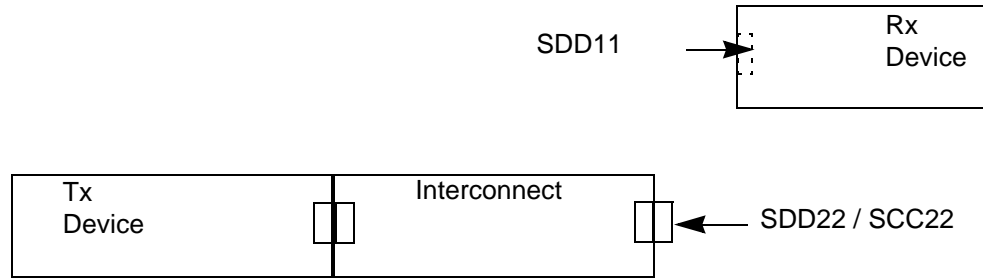 SDD11
Rx
Device
Tx
Device
Interconnect
SDD22 / SCC22